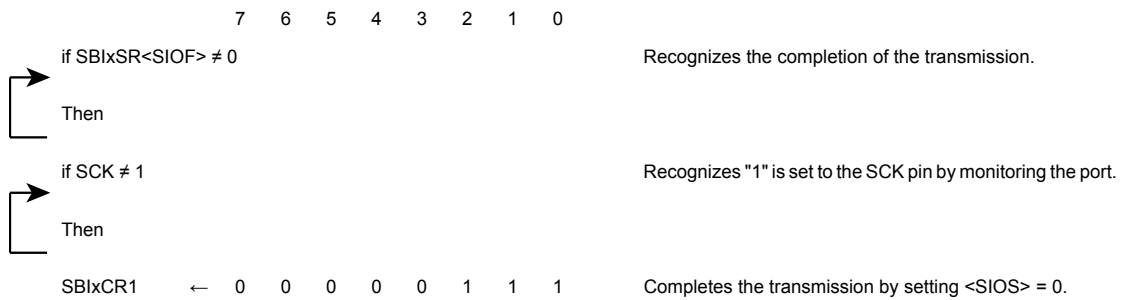 7 6 5 4 3 2 1 0
if SBIxSR<SIOF> ≠ 0 Recognizes the completion of the transmission.
Then
if SCK ≠ 1 Recognizes "1" is set to the SCK pin by monitoring the port.
Then
SBIxCR1 ← 0 0 0 0 0 1 1 1 Completes the transmission by setting <SIOS> = 0.